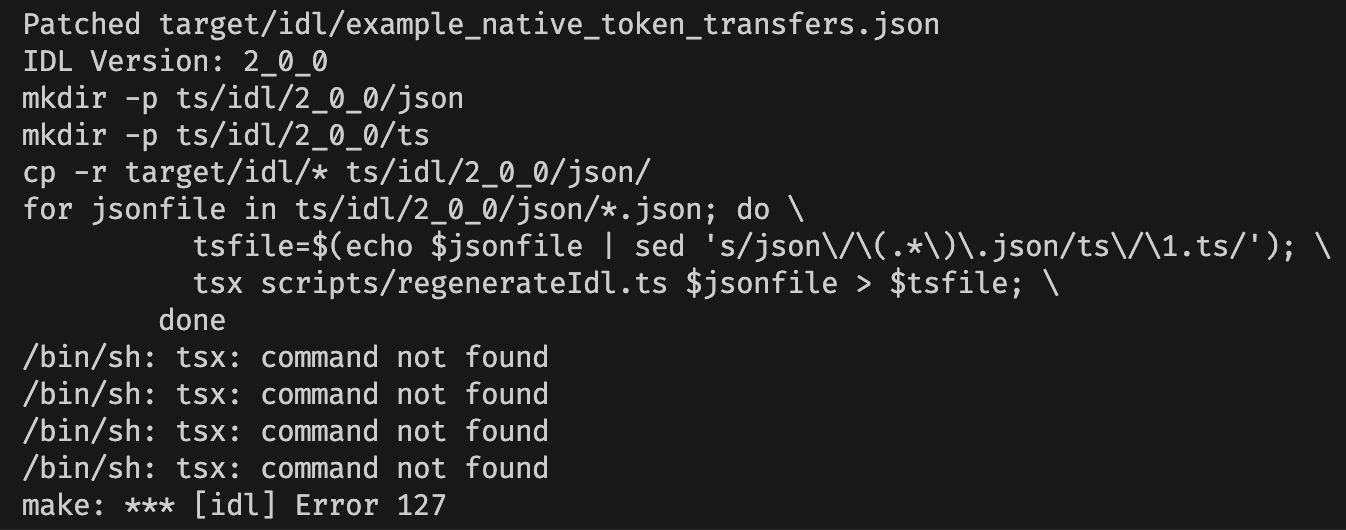 Patched target/idl/example_native_token_transfers.json
IDL Version: 2_0_0
mkdir -p ts/idl/2_0_0/json
mkdir -p ts/idl/2_0_0/ts
cp -r target/idl/* ts/idl/2_0_0/json/
for jsonfile in ts/idl/2_0_0/json/*.json; do \
          tsfile=$(echo $jsonfile | sed 's/json\/\(.*\)\.json/ts\/\1.ts/'); \
          tsx scripts/regenerateIdl.ts $jsonfile > $tsfile; \
        done
/bin/sh: tsx: command not found
/bin/sh: tsx: command not found
/bin/sh: tsx: command not found
/bin/sh: tsx: command not found
make: *** [idl] Error 127